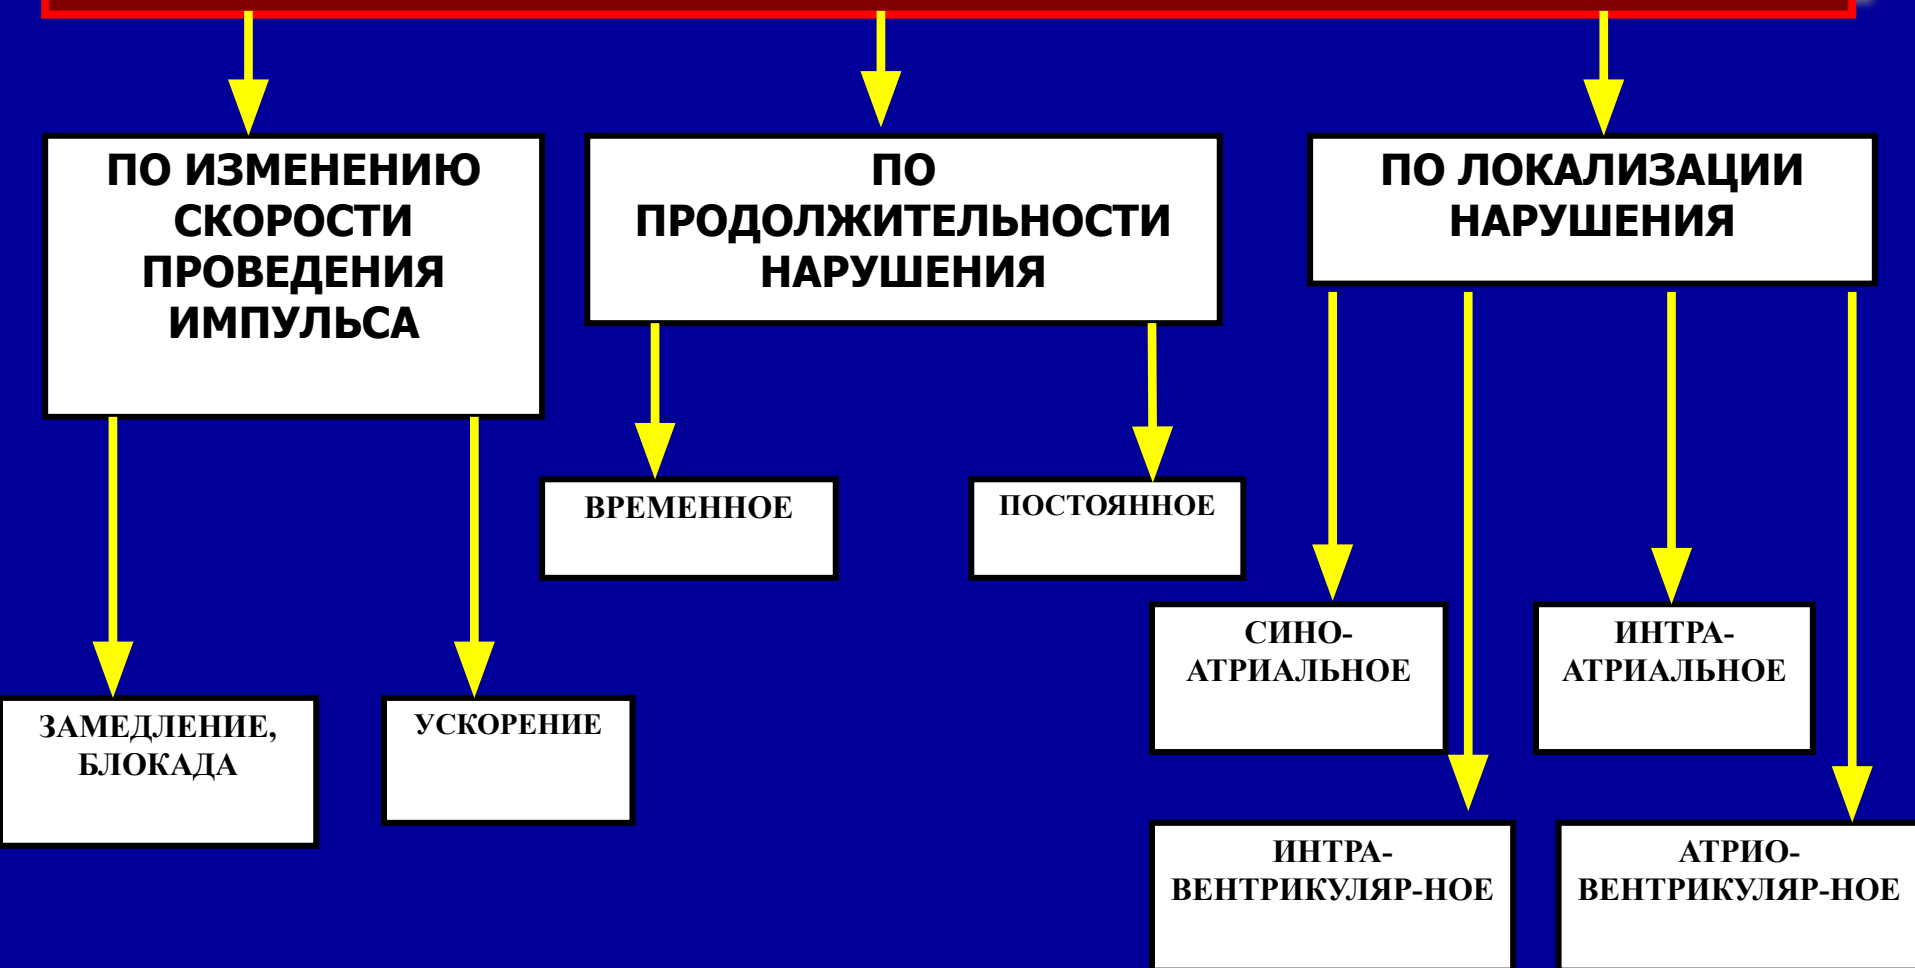 ПО ИЗМЕНЕНИЮ
СКОРОСТИ
ПРОВЕДЕНИЯ
ИМПУЛЬСА
ПО
ПРОДОЛЖИТЕЛЬНОСТИ
НАРУШЕНИЯ
ПО ЛОКАЛИЗАЦИИ
НАРУШЕНИЯ
ВРЕМЕННОЕ
ПОСТОЯННОЕ
ЗАМЕДЛЕНИЕ,
БЛОКАДА
УСКОРЕНИЕ
СИНО-
АТРИАЛЬНОЕ
ИНТРА-
АТРИАЛЬНОЕ
ИНТРА-
ВЕНТРИКУЛЯР-НОЕ
АТРИО-
ВЕНТРИКУЛЯР-НОЕ